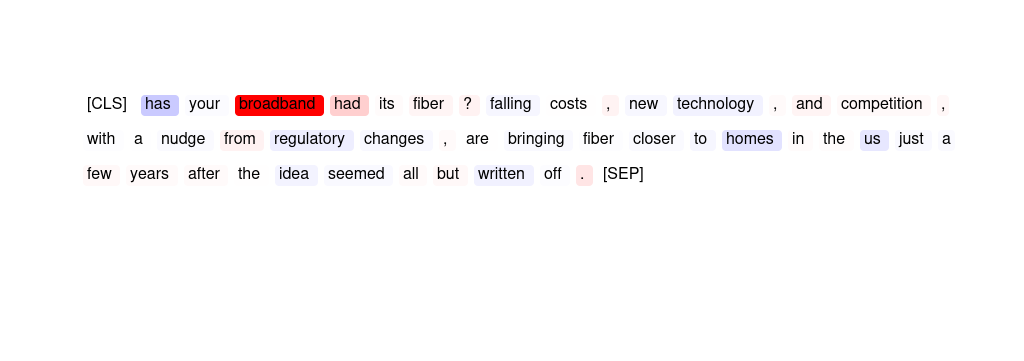 [CLS] has your broadband had its fiber ? falling costs , new technology , and competition ,
with a nudge from regulatory changes , are bringing fiber closer to homes in the us just a
few years after the idea seemed all but written off . [SEP]